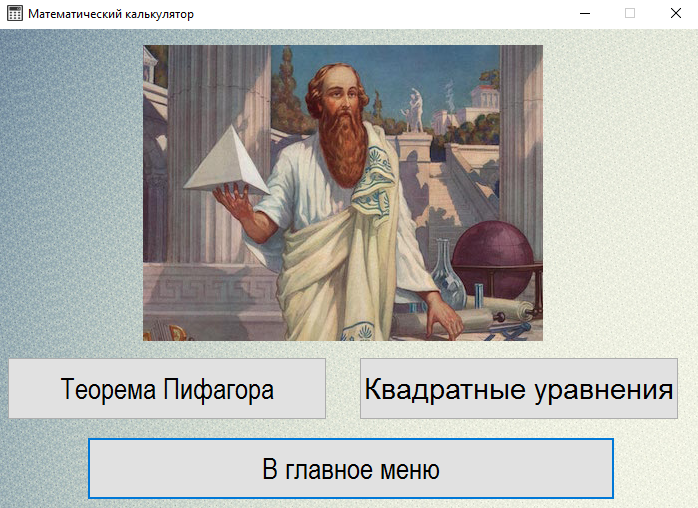 Математический калькулятор
Теорема Пифагора
Квадратные уравнения
В главное меню